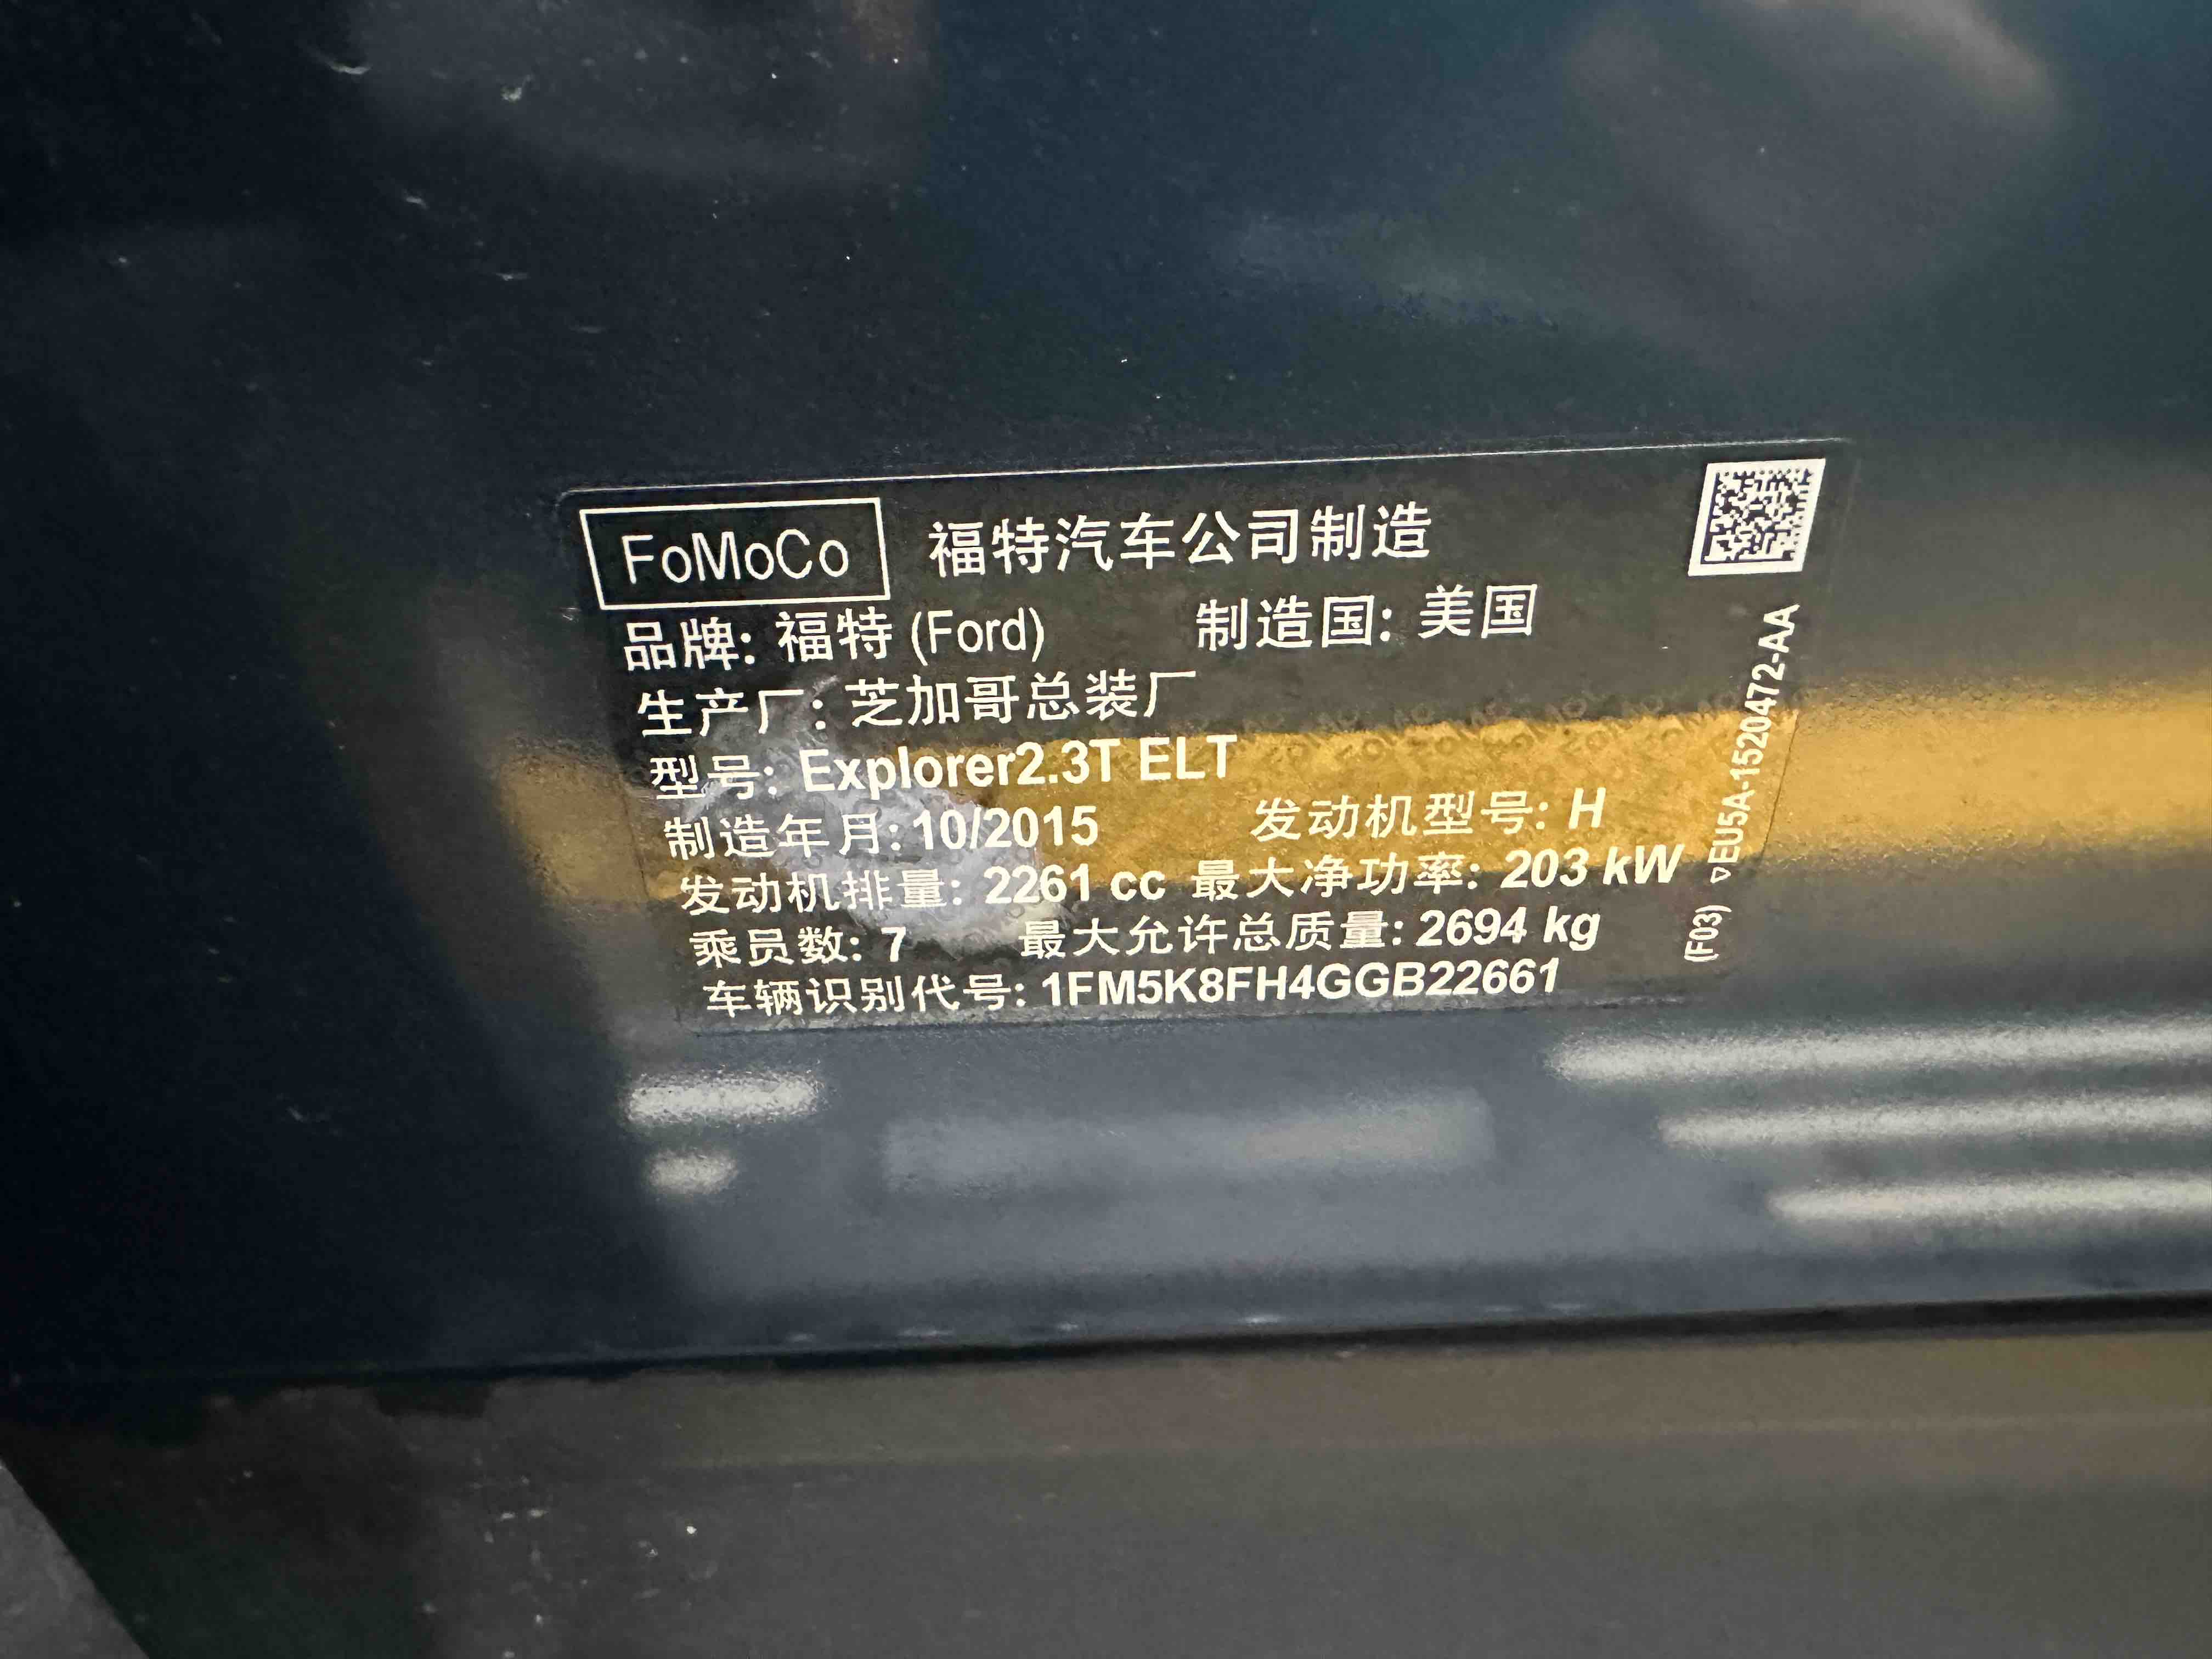 FoMoCo 福特汽车公司制造
品牌: 福特 (Ford) 制造国: 美国
生产厂: 芝加哥总装厂
型号: Explorer2.3T ELT
制造年月: 10/2015 发动机型号: H
发动机排量: 2261 cc 最大净功率: 203 kW
乘员数: 7 最大允许总质量: 2694 kg
车辆识别代号: 1FM5K8FH4GGB22661
(F03) ▽EU5A-1520472-AA